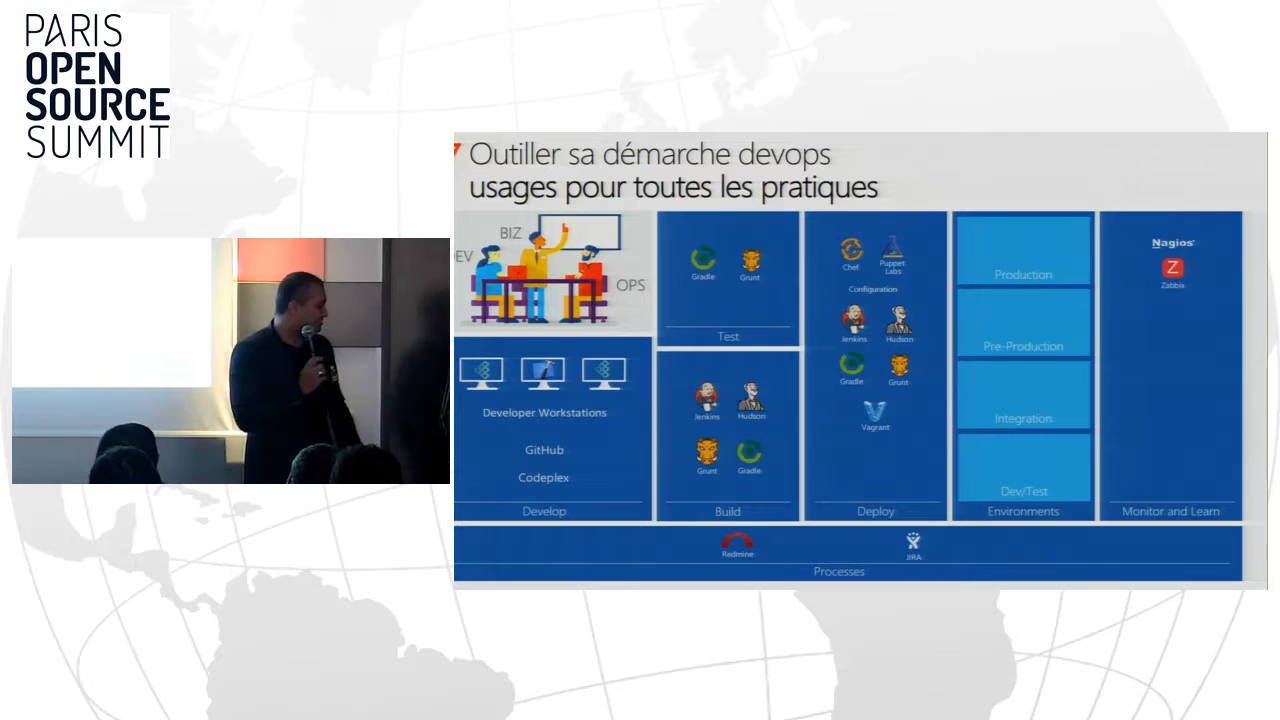 PARIS
OPEN
SOURCE
SUMMIT
Outiller sa démarche devops
usages pour toutes les pratiques
BIZ
EV
OPS
Developer Workstations
GitHub
Codeplex
Develop
Gradle
Grunt
Test
Jenkins
Hudson
Grunt
Gradle
Build
Chef
Puppet
Labs
Configuration
Jenkins
Hudson
Gradle
Grunt
Vagrant
Deploy
Production
Pre-Production
Integration
Dev/Test
Environments
Nagios
Z
Zabbix
Monitor and Learn
Redmine
JIRA
Processes